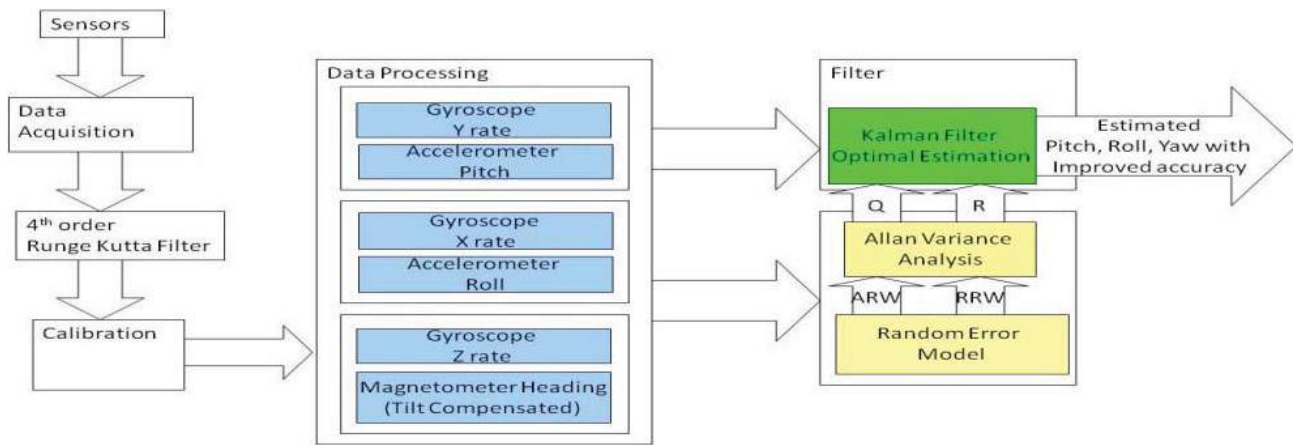 Sensors
Data
Acquisition
4th order
Runge Kutta Filter
Calibration
Data Processing
Gyroscope
Y rate
Accelerometer
Pitch
Gyroscope
X rate
Accelerometer
Roll
Gyroscope
Z rate
Magnetometer Heading
(Tilt Compensated)
Filter
Kalman Filter
Optimal Estimation
Estimated
Pitch, Roll, Yaw with
Improved accuracy
Q
R
Allan Variance
Analysis
ARW
RRW
Random Error
Model